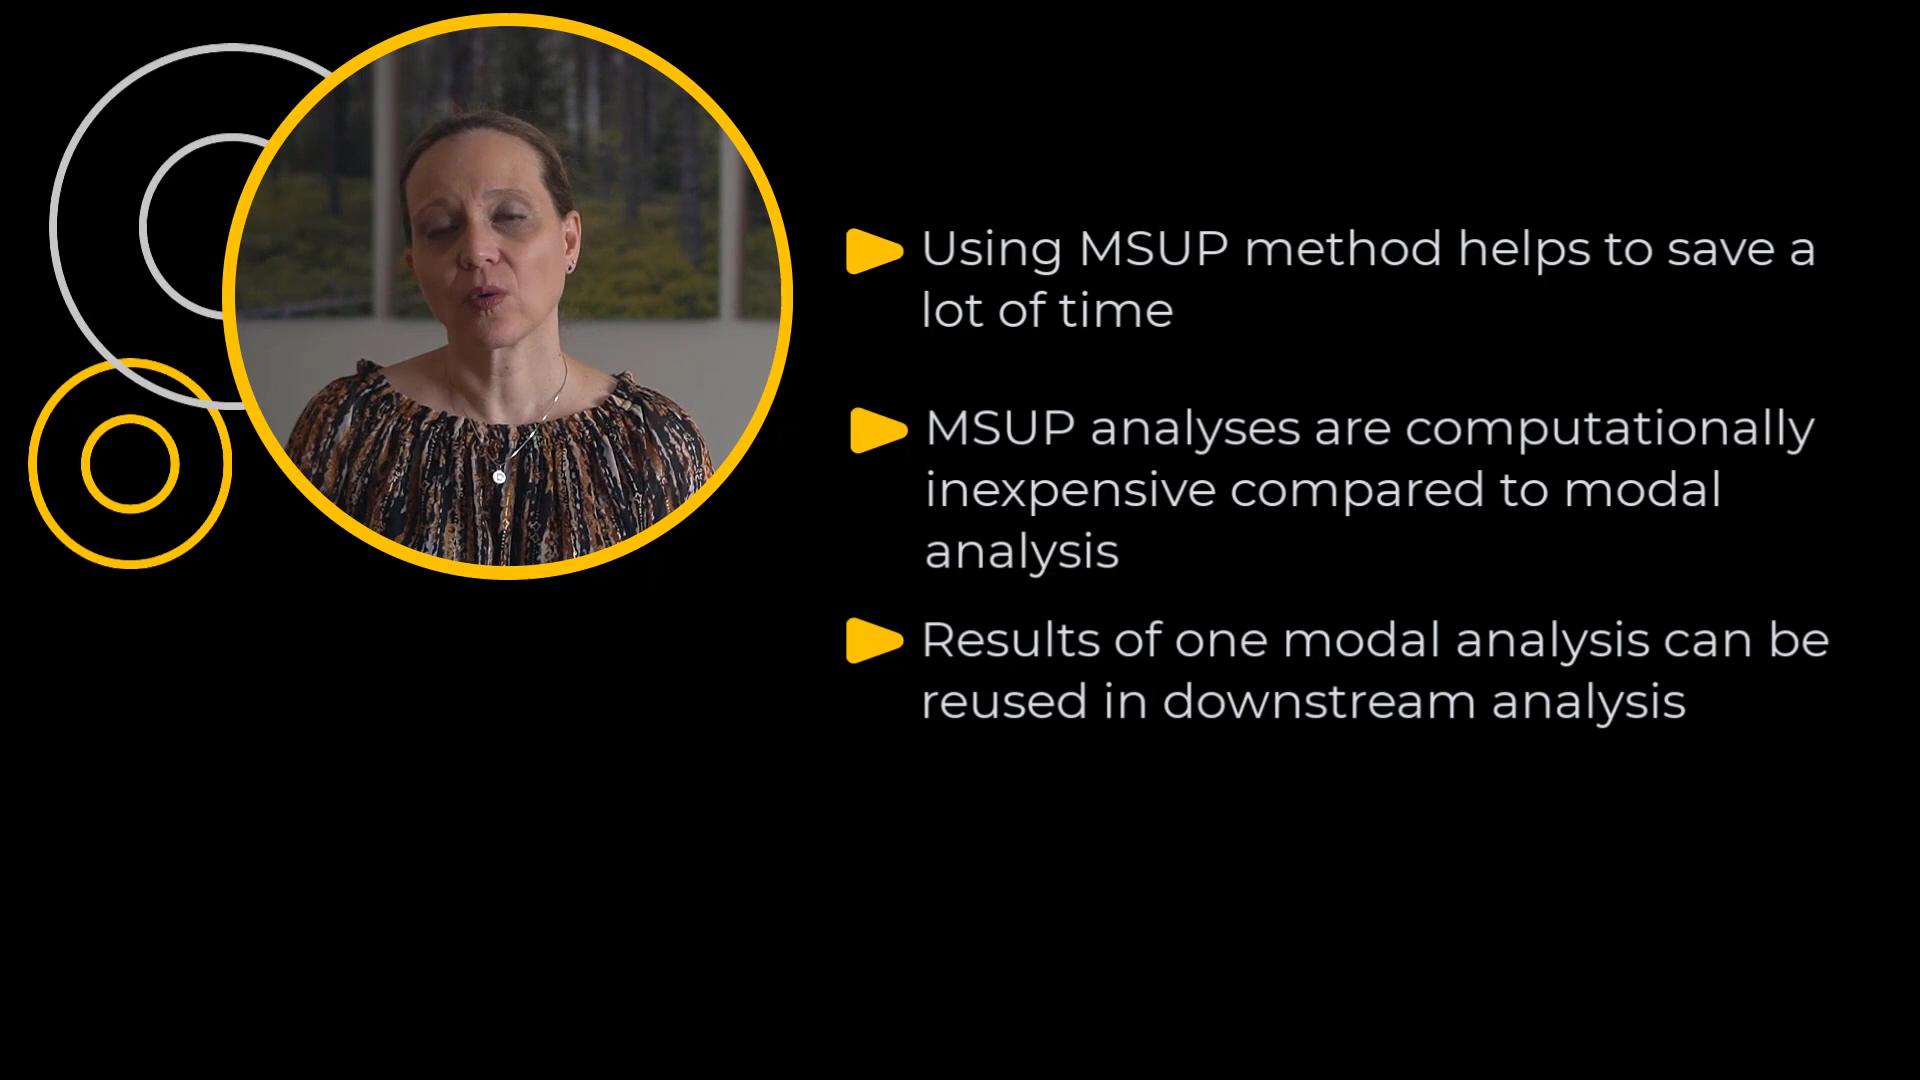 Using MSUP method helps to save a
lot of time
MSUP analyses are computationally
inexpensive compared to modal
analysis
Results of one modal analysis can be
reused in downstream analysis